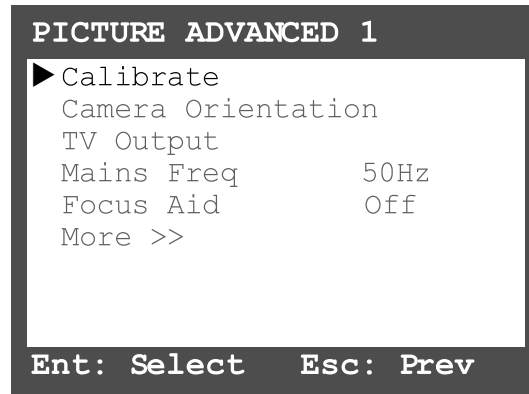 PICTURE ADVANCED 1
Calibrate
Camera Orientation
TV Output
Mains Freq 50Hz
Focus Aid Off
More >>
Ent: Select Esc: Prev